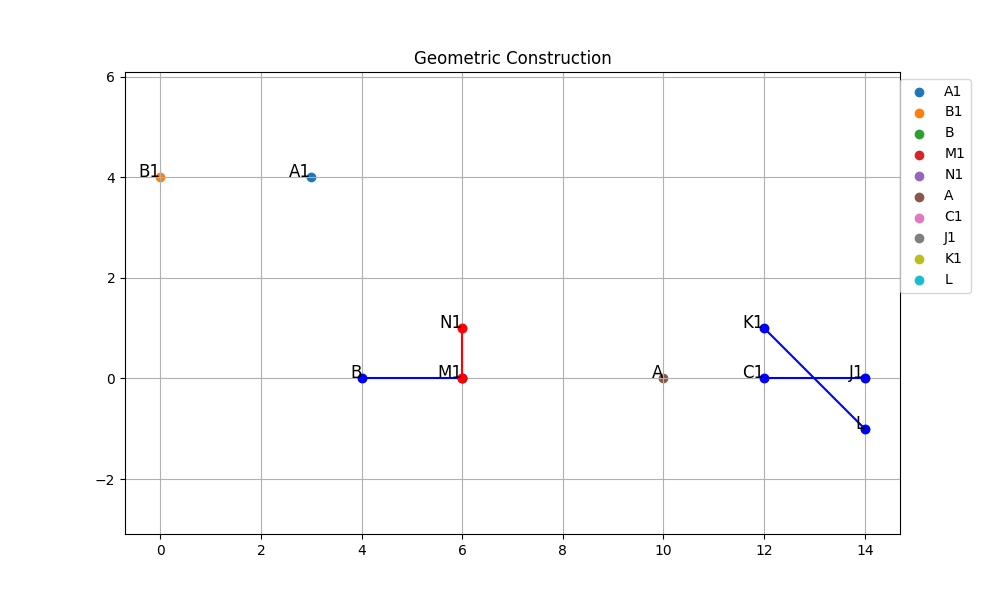 Geometric Construction
6
4
2
0
−2
0 2 4 6 8 10 12 14
B1 A1
N1 K1
B M1 A C1 J1
L
A1
B1
B
M1
N1
A
C1
J1
K1
L